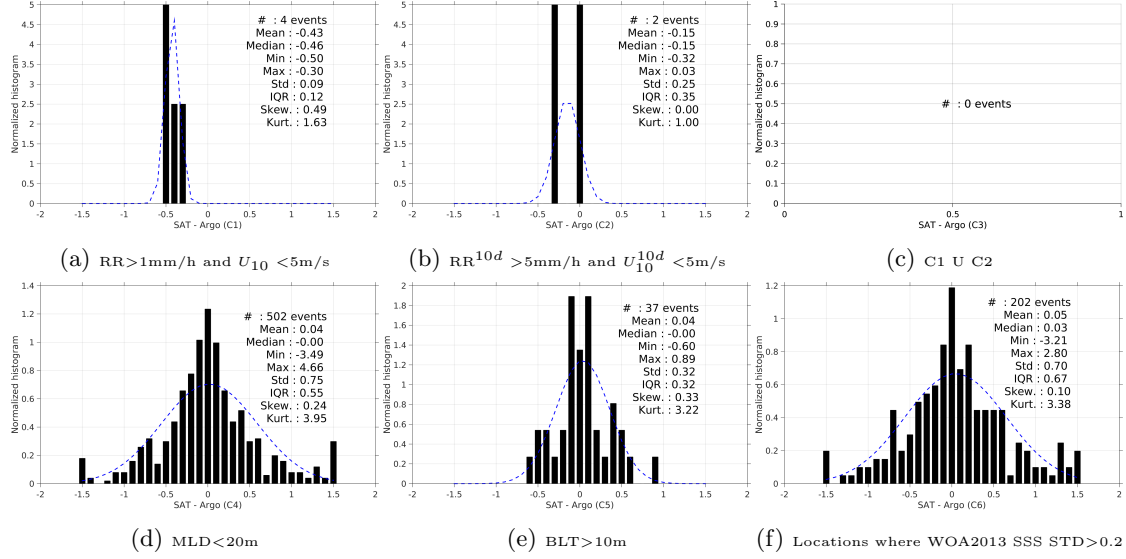 5
4.5
4
3.5
3
2.5
2
1.5
1
0.5
0
-2
-1.5
-1
-0.5
0
0.5
1
1.5
2
Normalized histogram
SAT - Argo (C1)
# : 4 events
Mean : -0.43
Median : -0.46
Min : -0.50
Max : -0.30
Std : 0.09
IQR : 0.12
Skew. : 0.49
Kurt. : 1.63
(a) RR>1mm/h and U10 <5m/s
5
4.5
4
3.5
3
2.5
2
1.5
1
0.5
0
-2
-1.5
-1
-0.5
0
0.5
1
1.5
2
Normalized histogram
SAT - Argo (C2)
# : 2 events
Mean : -0.15
Median : -0.15
Min : -0.32
Max : 0.03
Std : 0.25
IQR : 0.35
Skew. : 0.00
Kurt. : 1.00
(b) RR10d >5mm/h and U10 10d <5m/s
1
0.9
0.8
0.7
0.6
0.5
0.4
0.3
0.2
0.1
0
0
0.5
1
Normalized histogram
SAT - Argo (C3)
# : 0 events
(c) C1 U C2
1.4
1.2
1
0.8
0.6
0.4
0.2
0
-2
-1.5
-1
-0.5
0
0.5
1
1.5
2
Normalized histogram
SAT - Argo (C4)
# : 502 events
Mean : 0.04
Median : -0.00
Min : -3.49
Max : 4.66
Std : 0.75
IQR : 0.55
Skew. : 0.24
Kurt. : 3.95
(d) MLD<20m
2
1.8
1.6
1.4
1.2
1
0.8
0.6
0.4
0.2
0
-2
-1.5
-1
-0.5
0
0.5
1
1.5
2
Normalized histogram
SAT - Argo (C5)
# : 37 events
Mean : 0.04
Median : -0.00
Min : -0.60
Max : 0.89
Std : 0.32
IQR : 0.32
Skew. : 0.33
Kurt. : 3.22
(e) BLT>10m
1.2
1
0.8
0.6
0.4
0.2
0
-2
-1.5
-1
-0.5
0
0.5
1
1.5
2
Normalized histogram
SAT - Argo (C6)
# : 202 events
Mean : 0.05
Median : 0.03
Min : -3.21
Max : 2.80
Std : 0.70
IQR : 0.67
Skew. : 0.10
Kurt. : 3.38
(f) Locations where WOA2013 SSS STD>0.2